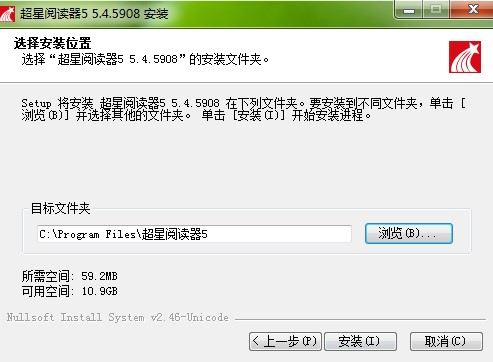 超星阅读器5 5.4.5908 安装
选择安装位置
选择“超星阅读器5 5.4.5908”的安装文件夹。
Setup 将安装 超星阅读器5 5.4.5908 在下列文件夹。要安装到不同文件夹，单击 [
浏览(B)] 并选择其他的文件夹。 单击 [安装(I)] 开始安装进程。
目标文件夹
C:\Program Files\超星阅读器5
浏览(B)...
所需空间: 59.2MB
可用空间: 10.9GB
Nullsoft Install System v2.46-Unicode
< 上一步(P)
安装(I)
取消(C)